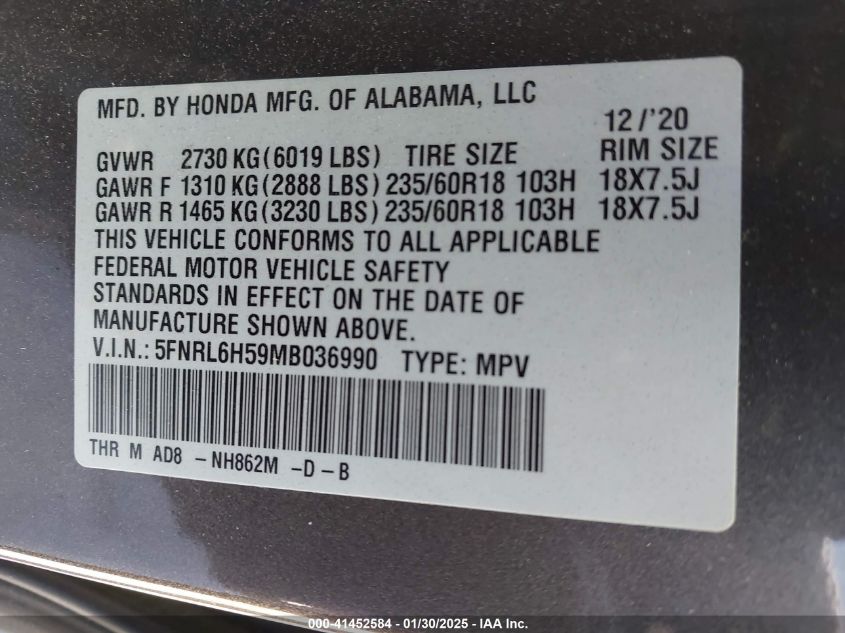 MFD. BY HONDA MFG. OF ALABAMA, LLC
12/'20
GVWR 2730 KG(6019 LBS) TIRE SIZE RIM SIZE
GAWR F 1310 KG(2888 LBS) 235/60R18 103H 18X7.5J
GAWR R 1465 KG(3230 LBS) 235/60R18 103H 18X7.5J
THIS VEHICLE CONFORMS TO ALL APPLICABLE
FEDERAL MOTOR VEHICLE SAFETY
STANDARDS IN EFFECT ON THE DATE OF
MANUFACTURE SHOWN ABOVE.
V.I.N.: 5FNRL6H59MB036990 TYPE: MPV
THR M AD8 -NH862M -D-B
000-41452584 - 01/30/2025 - IAA Inc.